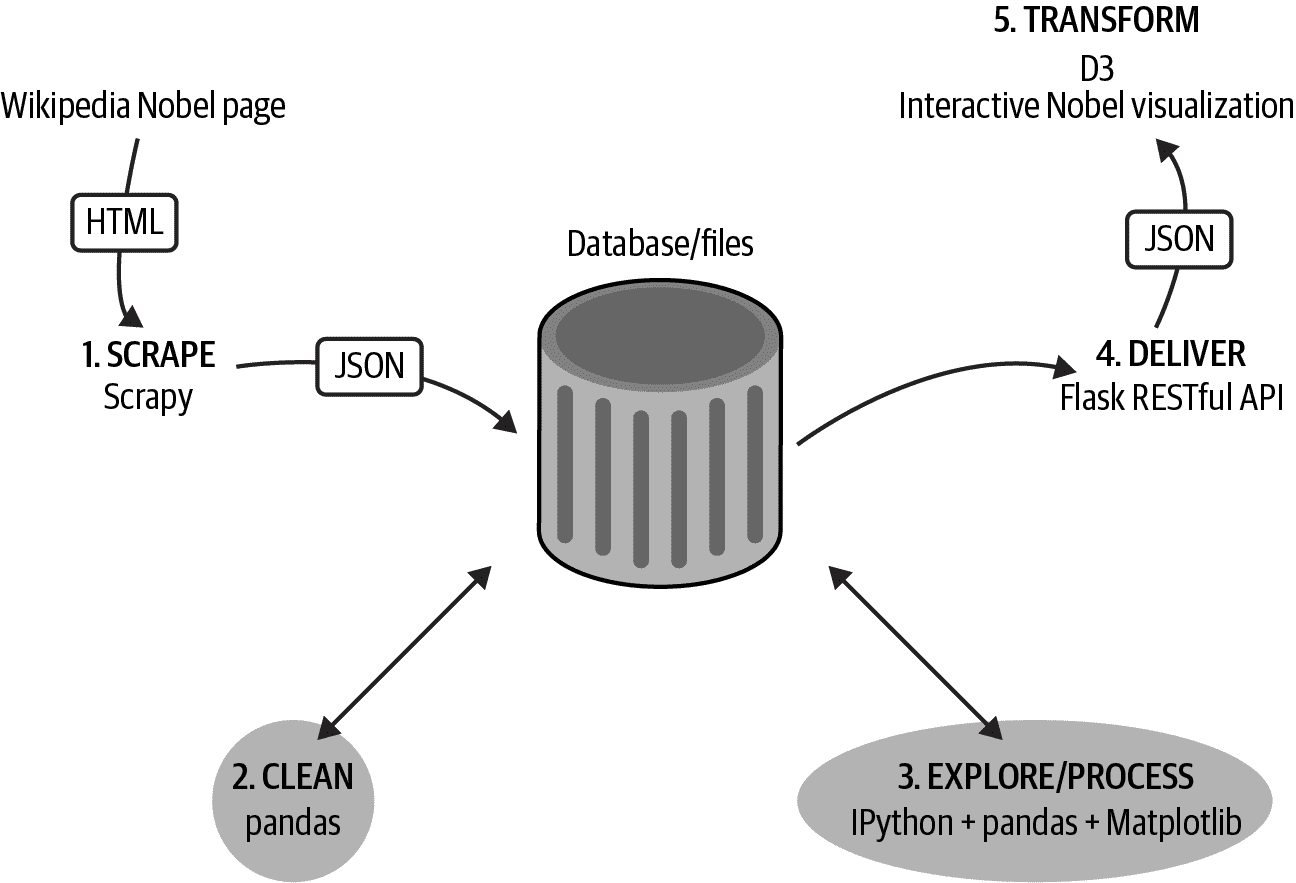 Wikipedia Nobel page
HTML
1. SCRAPE
Scrapy
JSON
Database/files
2. CLEAN
pandas
3. EXPLORE/PROCESS
IPython + pandas + Matplotlib
4. DELIVER
Flask RESTful API
JSON
5. TRANSFORM
D3
Interactive Nobel visualization